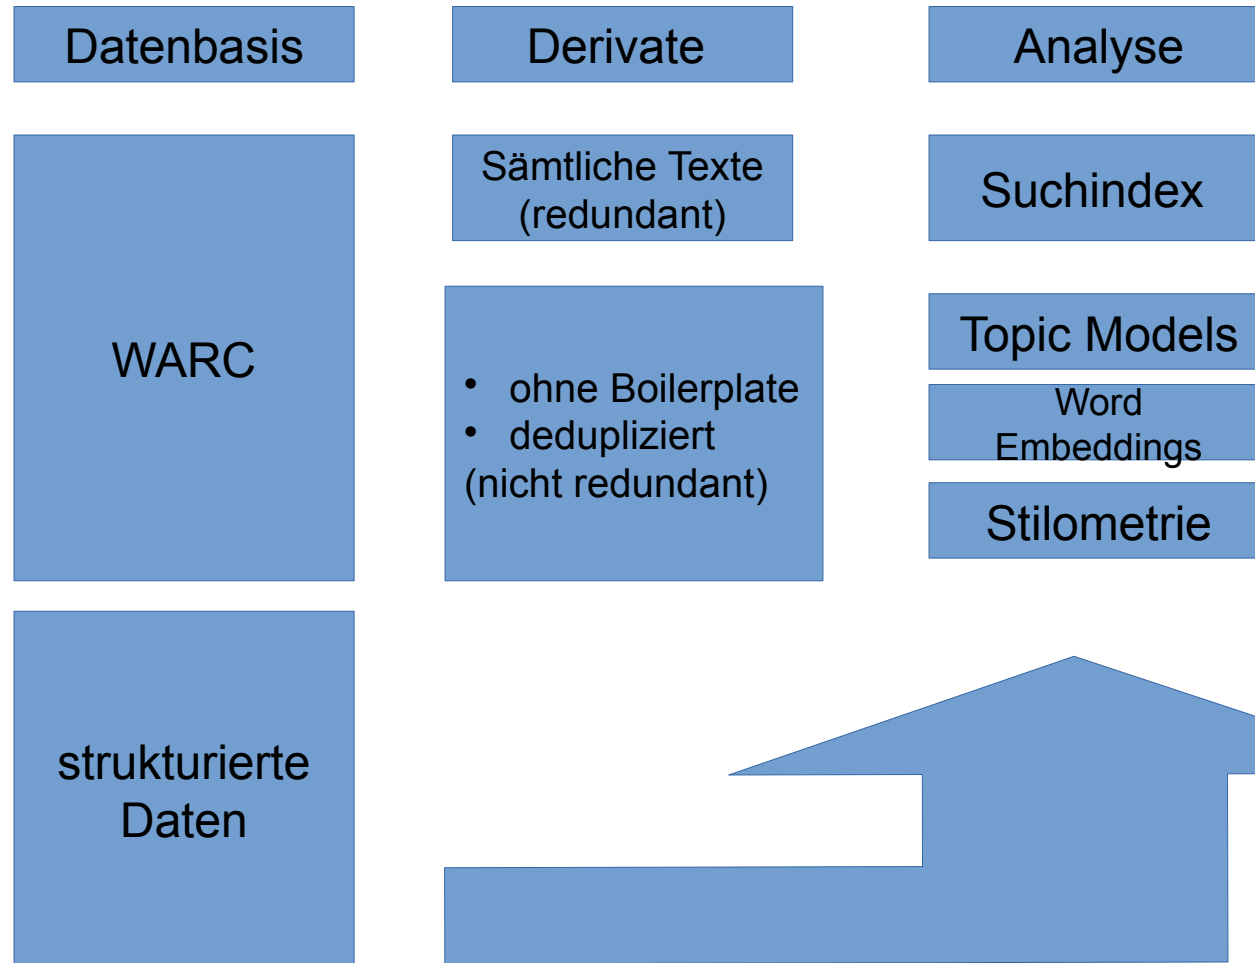 Datenbasis
Derivate
Analyse
WARC
Sämtliche Texte
(redundant)
• ohne Boilerplate
• dedupliziert
(nicht redundant)
Suchindex
Topic Models
Word
Embeddings
Stilometrie
strukturierte
Daten